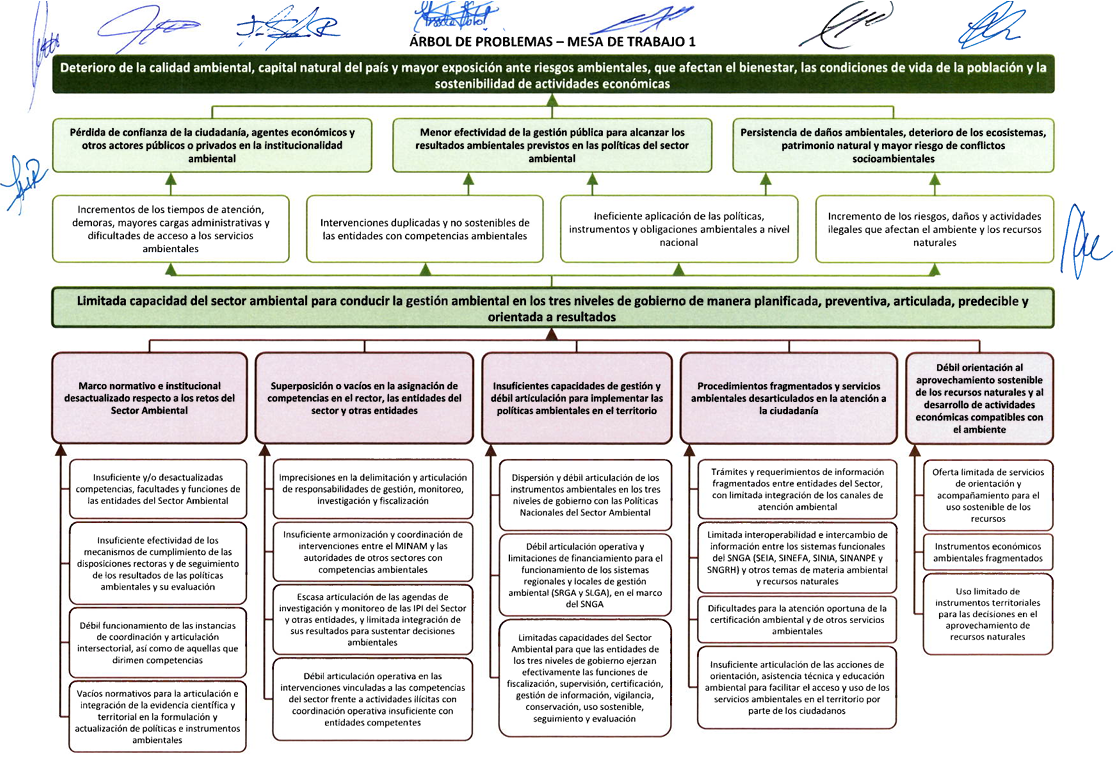 ÁRBOL DE PROBLEMAS – MESA DE TRABAJO 1
Deterioro de la calidad ambiental, capital natural del país y mayor exposición ante riesgos ambientales, que afectan el bienestar, las condiciones de vida de la población y la
sostenibilidad de actividades económicas
Pérdida de confianza de la ciudadanía, agentes económicos y
otros actores públicos o privados en la institucionalidad
ambiental
Menor efectividad de la gestión pública para alcanzar los
resultados ambientales previstos en las políticas del sector
ambiental
Persistencia de daños ambientales, deterioro de los ecosistemas,
patrimonio natural y mayor riesgo de conflictos
socioambientales
Incrementos de los tiempos de atención,
demoras, mayores cargas administrativas y
dificultades de acceso a los servicios
ambientales
Intervenciones duplicadas y no sostenibles de
las entidades con competencias ambientales
Ineficiente aplicación de las políticas,
instrumentos y obligaciones ambientales a nivel
nacional
Incremento de los riesgos, daños y actividades
ilegales que afectan el ambiente y los recursos
naturales
Limitada capacidad del sector ambiental para conducir la gestión ambiental en los tres niveles de gobierno de manera planificada, preventiva, articulada, predecible y
orientada a resultados
Marco normativo e institucional
desactualizado respecto a los retos del
Sector Ambiental
Superposición o vacíos en la asignación de
competencias en el rector, las entidades del
sector y otras entidades
Insuficientes capacidades de gestión y
débil articulación para implementar las
políticas ambientales en el territorio
Procedimientos fragmentados y servicios
ambientales desarticulados en la atención a
la ciudadanía
Débil orientación al
aprovechamiento sostenible
de los recursos naturales y al
desarrollo de actividades
económicas compatibles con
el ambiente
Insuficiente y/o desactualizadas
competencias, facultades y funciones de
las entidades del Sector Ambiental
Insuficiente efectividad de los
mecanismos de cumplimiento de las
disposiciones rectoras y de seguimiento
de los resultados de las políticas
ambientales y su evaluación
Débil funcionamiento de las instancias
de coordinación y articulación
intersectorial, así como de aquellas que
dirimen competencias
Vacíos normativos para la articulación e
integración de la evidencia científica y
territorial en la formulación y
actualización de políticas e instrumentos
ambientales
Imprecisiones en la delimitación y articulación
de responsabilidades de gestión, monitoreo,
investigación y fiscalización
Insuficiente armonización y coordinación de
intervenciones entre el MINAM y las
autoridades de otros sectores con
competencias ambientales
Escasa articulación de las agendas de
investigación y monitoreo de las IPI del Sector
y otras entidades, y limitada integración de
sus resultados para sustentar decisiones
ambientales
Débil articulación operativa en las
intervenciones vinculadas a las competencias
del sector frente a actividades ilícitas con
coordinación operativa insuficiente con
entidades competentes
Dispersión y débil articulación de los
instrumentos ambientales en los tres
niveles de gobierno con las Políticas
Nacionales del Sector Ambiental
Débil articulación operativa y
limitaciones de financiamiento para el
funcionamiento de los sistemas
regionales y locales de gestión
ambiental (SRGA y SLGA), en el marco
del SNGA
Limitadas capacidades del Sector
Ambiental para que las entidades de
los tres niveles de gobierno ejerzan
efectivamente las funciones de
fiscalización, supervisión, certificación,
gestión de información, vigilancia,
conservación, uso sostenible,
seguimiento y evaluación
Trámites y requerimientos de información
fragmentados entre entidades del Sector,
con limitada integración de los canales de
atención ambiental
Limitada interoperabilidad e intercambio de
información entre los sistemas funcionales
del SNGA (SEIA, SINEFA, SINIA, SINANPE y
SNGRH) y otros temas de materia ambiental
y recursos naturales
Dificultades para la atención oportuna de la
certificación ambiental y de otros servicios
ambientales
Insuficiente articulación de las acciones de
orientación, asistencia técnica y educación
ambiental para facilitar el acceso y uso de los
servicios ambientales en el territorio por
parte de los ciudadanos
Oferta limitada de servicios
de orientación y
acompañamiento para el
uso sostenible de los
recursos
Instrumentos económicos
ambientales fragmentados
Uso limitado de
instrumentos territoriales
para las decisiones en el
aprovechamiento de
recursos naturales